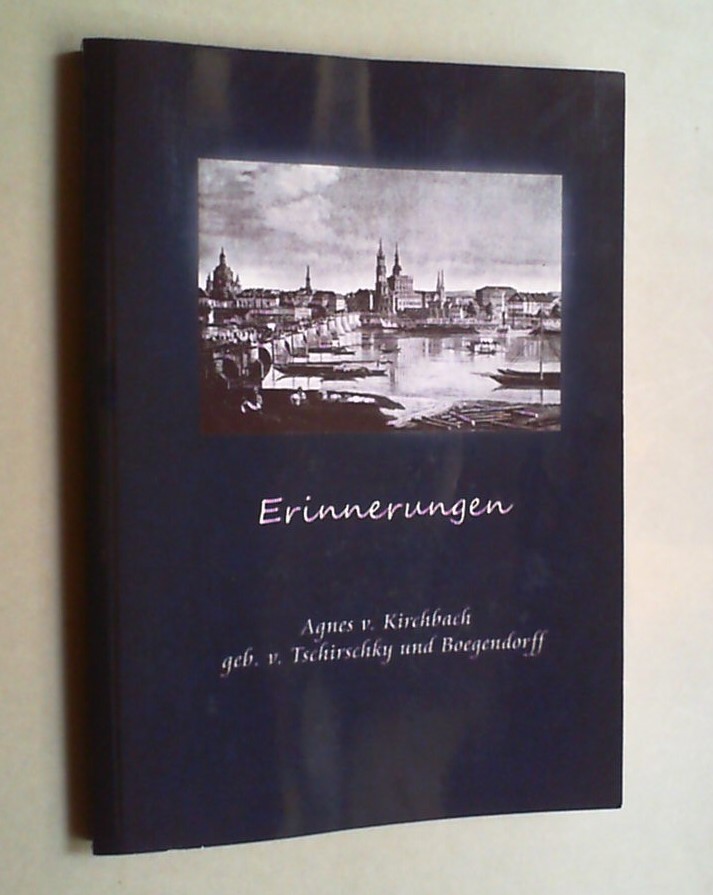 Erinnerungen
Agnes v. Kirchbach
geb. v. Tschirschky und Boegendorff